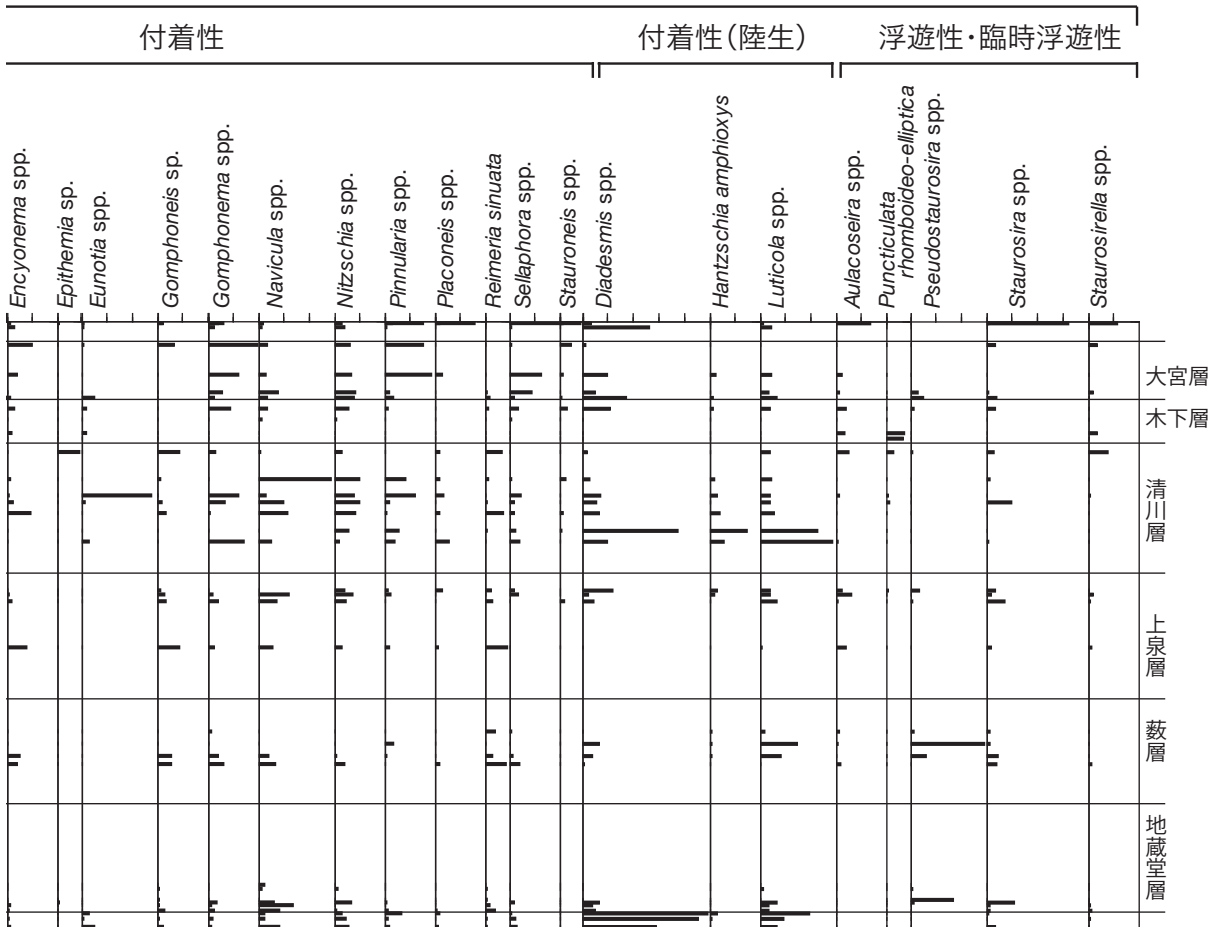 付着性
付着性（陸生）
浮遊性・臨時浮遊性
Encyonema spp.
Epithemia sp.
Eunotia spp.
Gomphoneis sp.
Gomphonema spp.
Navicula spp.
Nitzschia spp.
Pinnularia spp.
Placoneis spp.
Reimeria sinuata
Sellaphora spp.
Stauroneis spp.
Diadesmis spp.
Hantzschia amphioxys
Luticola spp.
Aulacoseira spp.
Puncticulata
rhomboideo-elliptica
Pseudostaurosira spp.
Staurosira spp.
Staurosirella spp.
大宮層
木下層
清川層
上泉層
薮層
地蔵堂層